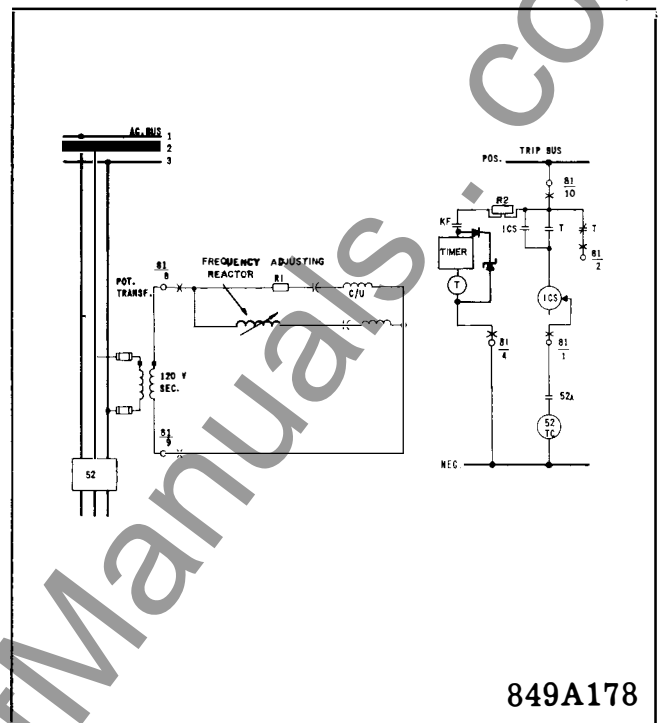 AC. BUS 1
2
3
TRIP BUS
POS.
81
10
R2
KF
ICS
T
T
TIMER
81
2
T
ICS
81
4
81
1
52A
52
TC
NEG.
81
8
FREQUENCY ADJUSTING
REACTOR
R1
C/U
POT.
TRANSF.
120 V
SEC.
81
9
52
849A178
Manuals . co